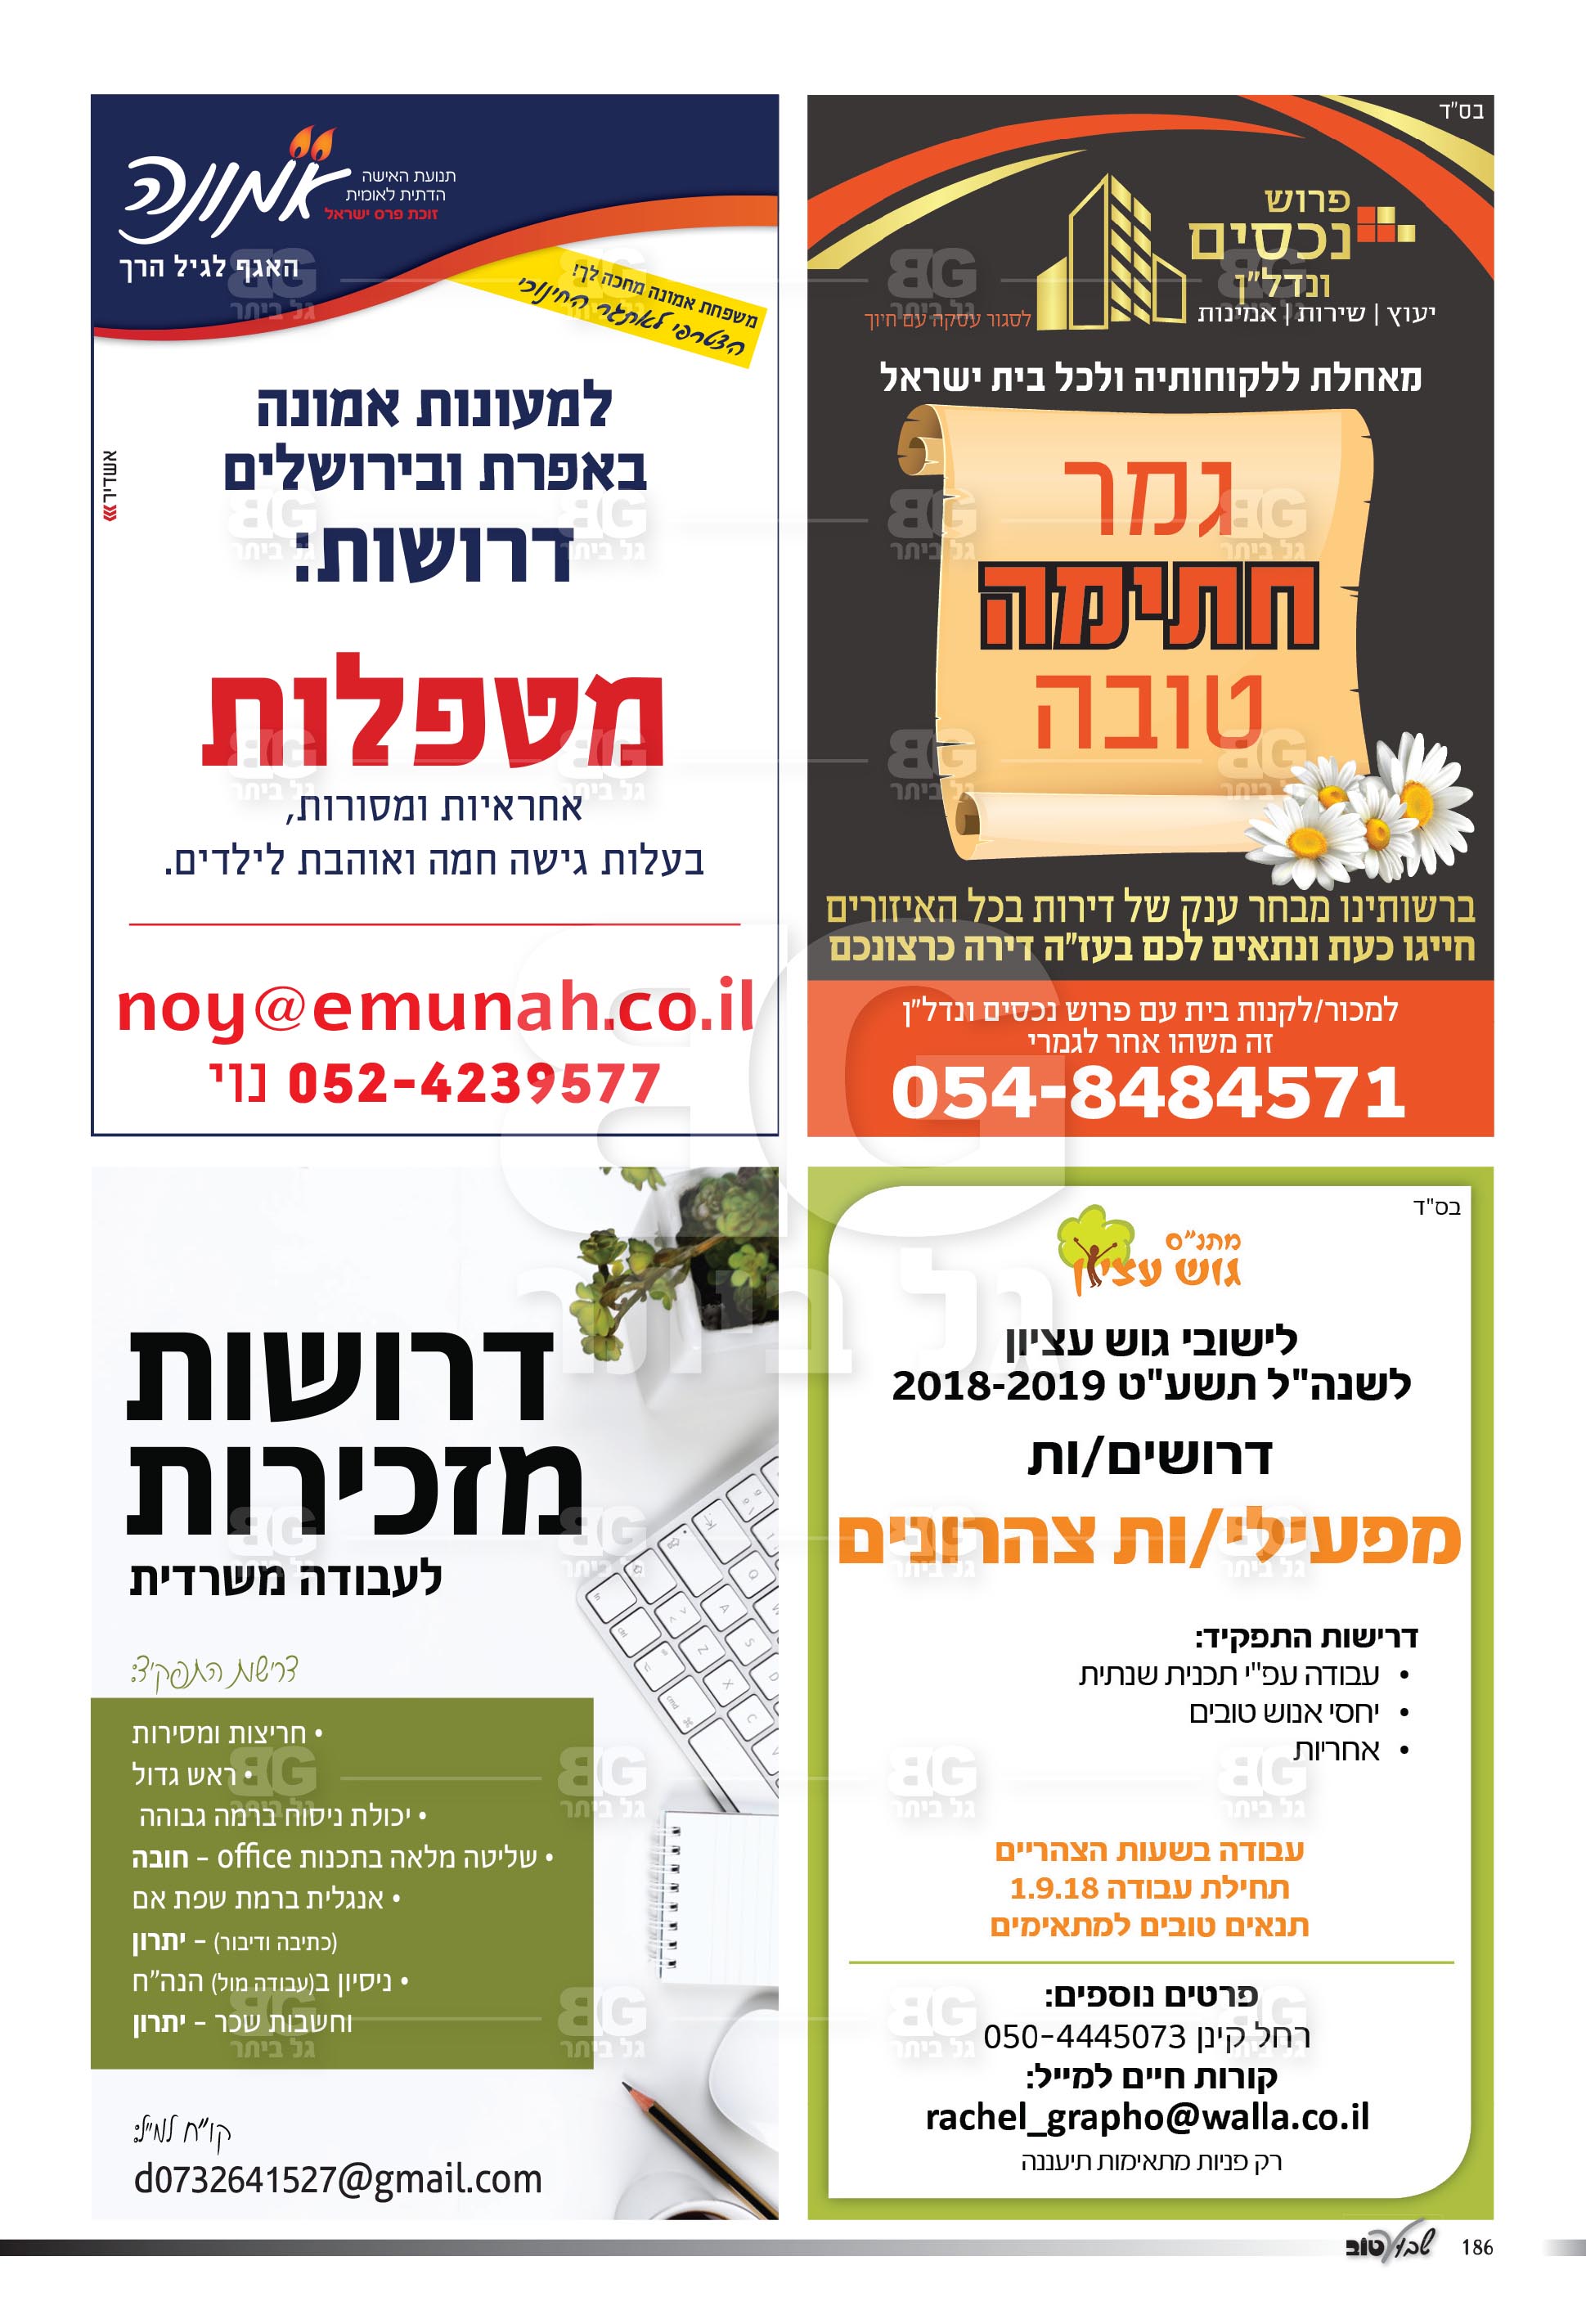 בס"ד
פרוש
נכסים
ונדל"ן
יעוץ | שירות | אמינות
לסגור עסקה עם חיוך
מאחלת ללקוחותיה ולכל בית ישראל
גמר
חתימה
טובה
ברשותינו מבחר ענק של דירות בכל האיזורים
חייגו כעת ונתאים לכם בעז"ה דירה כרצונכם
למכור/לקנות בית עם פרוש נכסים ונדל"ן
זה משהו אחר לגמרי
054-8484571
אמונה
תנועת האישה
הדתית לאומית
זוכת פרס ישראל
האגף לגיל הרך
משפחת אמונה מחכה לך!
הצטרפי לאתגר החינוכי
למעונות אמונה
באפרת ובירושלים
דרושות:
מטפלות
אחראיות ומסורות,
בעלות גישה חמה ואוהבת לילדים.
noy@emunah.co.il
052-4239577 נוי
אשדיר
בס"ד
מתנ"ס
גוש עציון
לישובי גוש עציון
לשנה"ל תשע"ט 2018-2019
דרושים/ות
מפעילי/ות צהרונים
דרישות התפקיד:
• עבודה עפ"י תכנית שנתית
• יחסי אנוש טובים
• אחריות
עבודה בשעות הצהריים
תחילת עבודה 1.9.18
תנאים טובים למתאימים
פרטים נוספים:
רחל קינן 050-4445073
קורות חיים למייל:
rachel_grapho@walla.co.il
רק פניות מתאימות תיעננה
דרושות
מזכירות
לעבודה משרדית
דרישות התפקיד:
• חריצות ומסירות
• ראש גדול
• יכולת ניסוח ברמה גבוהה
• שליטה מלאה בתכנות office - חובה
• אנגלית ברמת שפת אם
(כתיבה ודיבור) - יתרון
• ניסיון ב(עבודה מול) הנה"ח
וחשבות שכר - יתרון
קו"ח למייל:
d0732641527@gmail.com
186 שבוע טוב
BG
גל ביתר